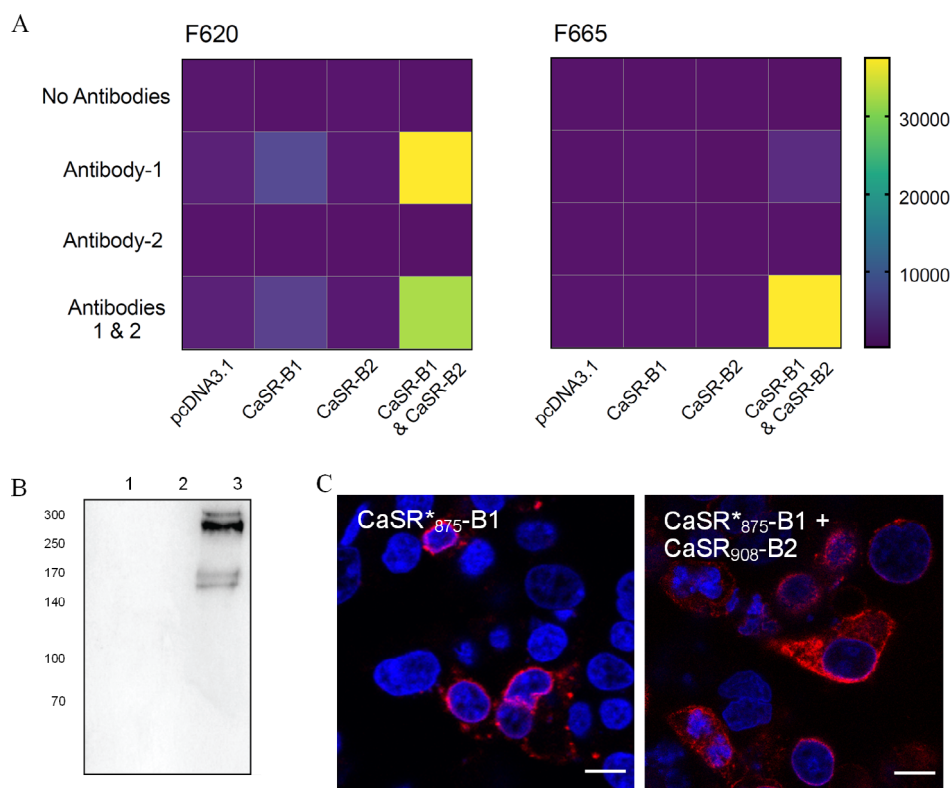 A
F620
F665
No Antibodies
Antibody-1
Antibody-2
Antibodies
1 & 2
30000
20000
10000
pcDNA3.1
CaSR-B1
CaSR-B2
CaSR-B1
& CaSR-B2
pcDNA3.1
CaSR-B1
CaSR-B2
CaSR-B1
& CaSR-B2
B
1 2 3
300
250
170
140
100
70
C
CaSR*875-B1
CaSR*875-B1 +
CaSR908-B2